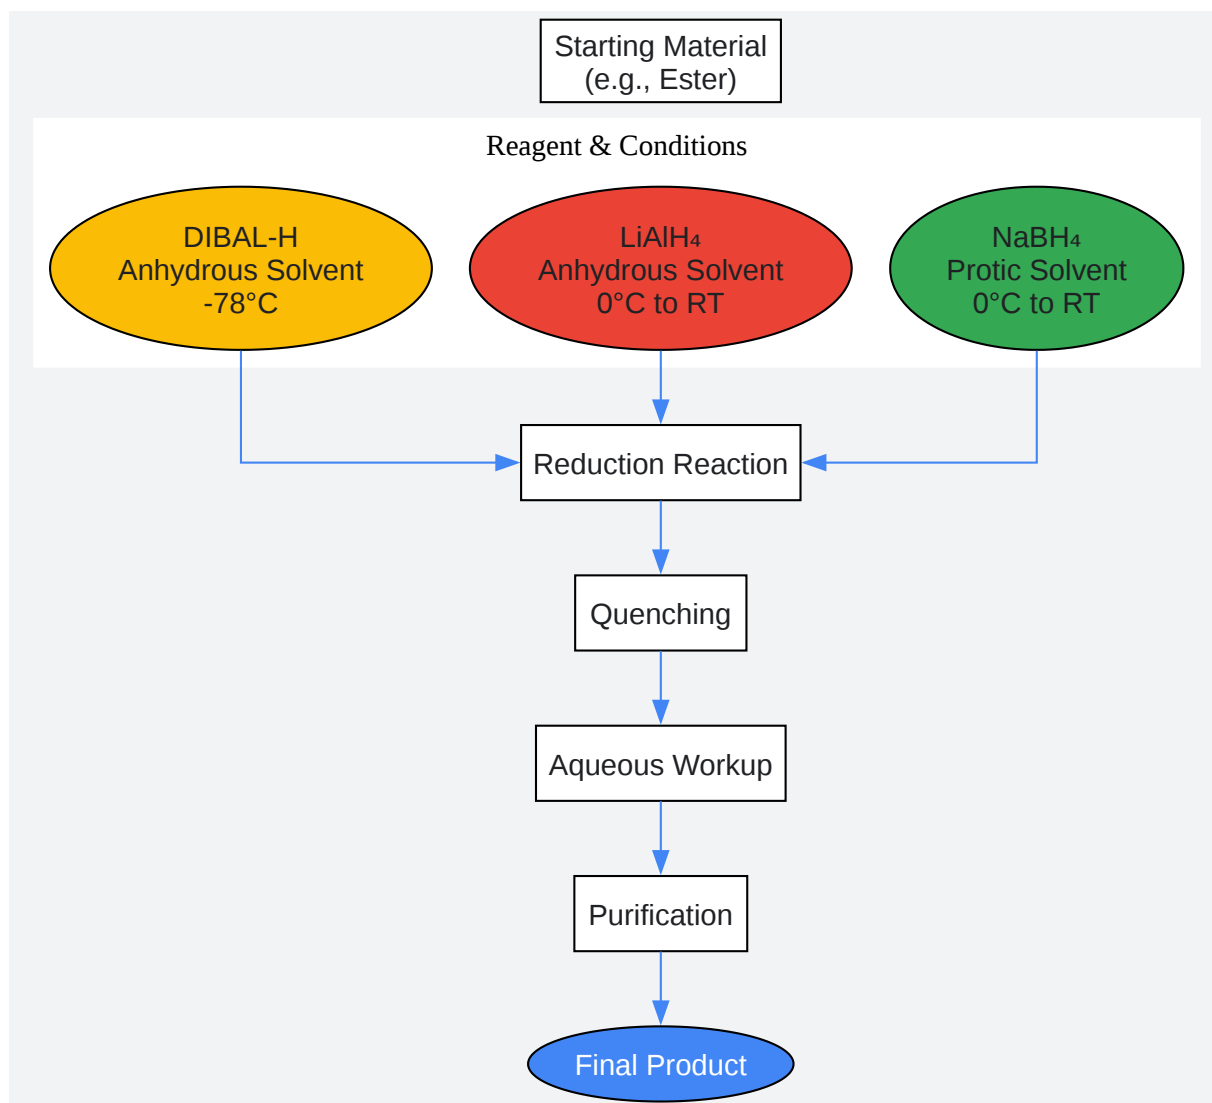 Starting Material
(e.g., Ester)
Reagent & Conditions
DIBAL-H
Anhydrous Solvent
-78°C
LiAlH₄
Anhydrous Solvent
0°C to RT
NaBH₄
Protic Solvent
0°C to RT
Reduction Reaction
Quenching
Aqueous Workup
Purification
Final Product